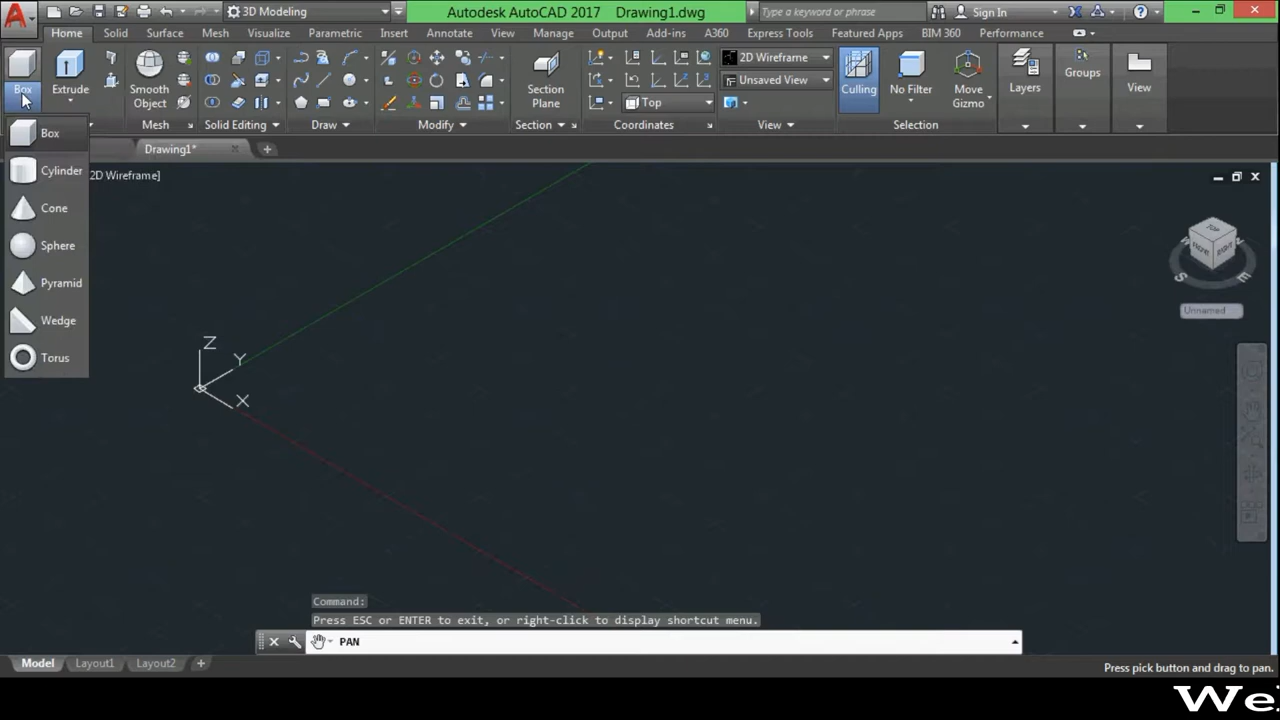 3D Modeling
Autodesk AutoCAD 2017 Drawing1.dwg
Type a keyword or phrase
Sign In
Home Solid Surface Mesh Visualize Parametric Insert Annotate View Manage Output Add-ins A360 Express Tools Featured Apps BIM 360 Performance
Box
Extrude
Smooth
Object
Section
Plane
2D Wireframe
Unsaved View
Top
Culling
No Filter
Move
Gizmo
Layers
Groups
View
Mesh Solid Editing Draw Modify Section Coordinates View Selection
Drawing1*
Box
Cylinder
Cone
Sphere
Pyramid
Wedge
Torus
2D Wireframe]
TOP
FRONT
RIGHT
N
S
E
Unnamed
Z
Y
X
Command:
Press ESC or ENTER to exit, or right-click to display shortcut menu.
PAN
Model Layout1 Layout2
Press pick button and drag to pan.
We